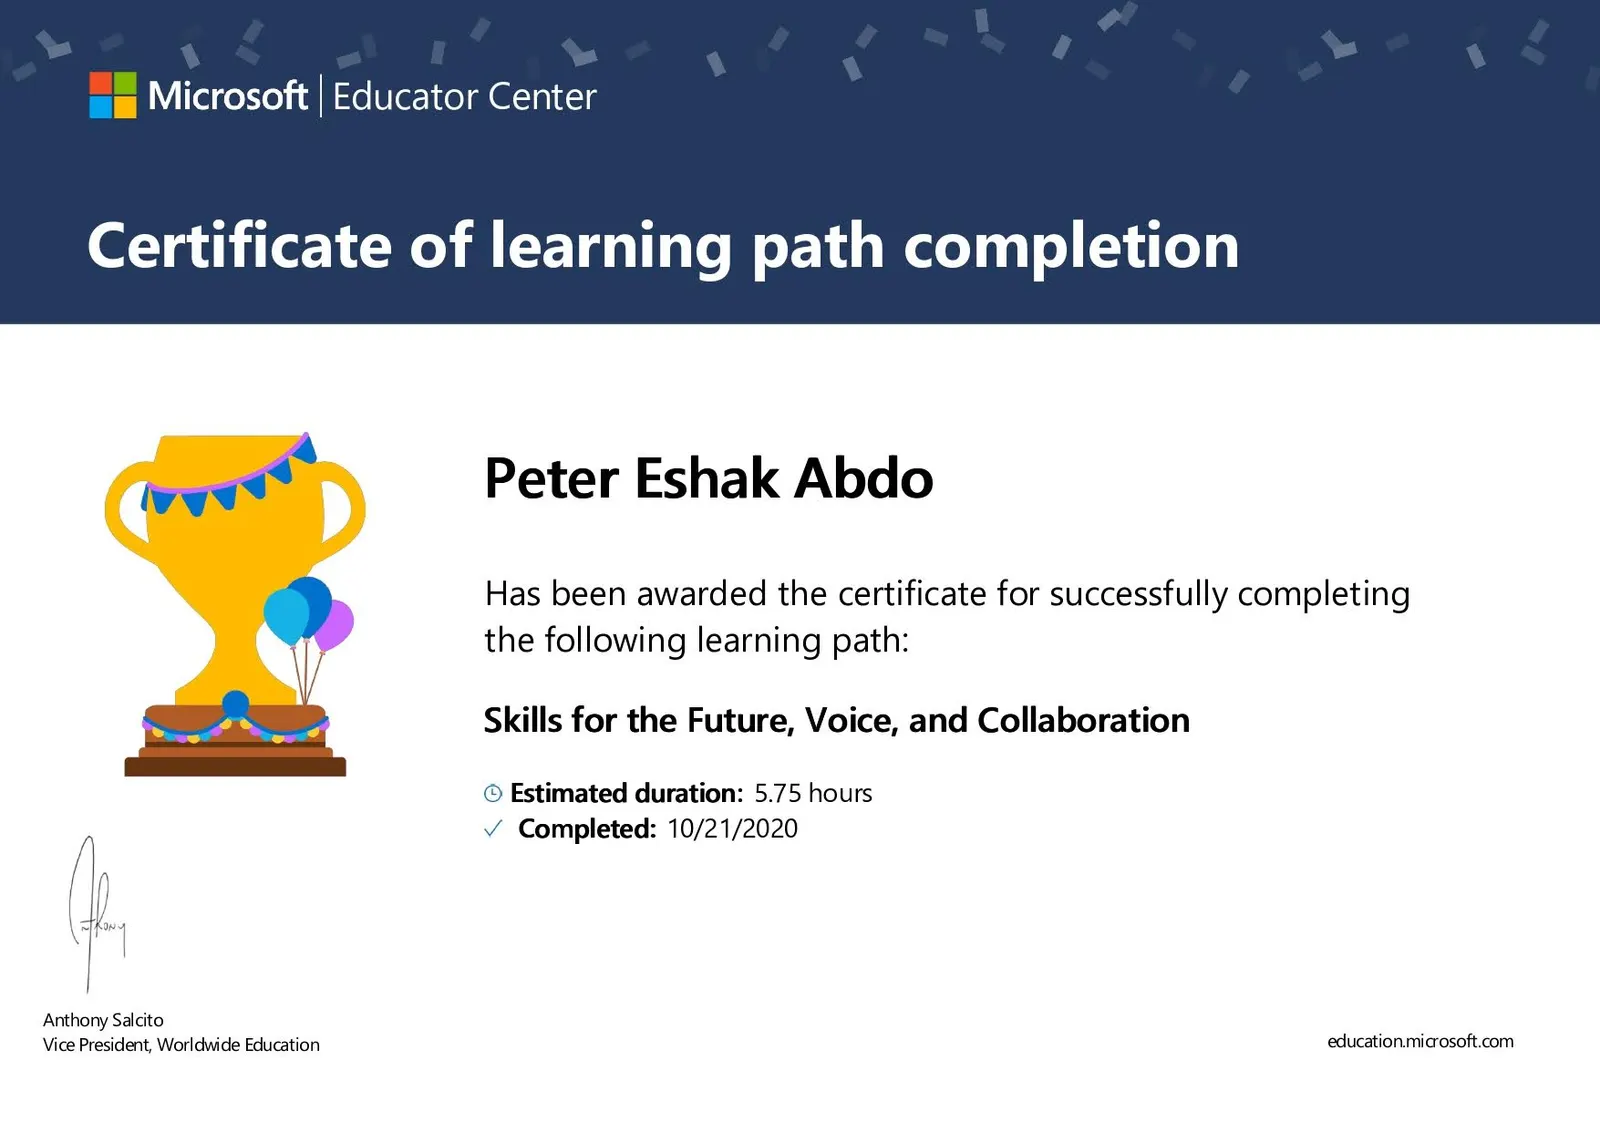 Microsoft | Educator Center
Certificate of learning path completion
Peter Eshak Abdo
Has been awarded the certificate for successfully completing
the following learning path:
Skills for the Future, Voice, and Collaboration
Estimated duration: 5.75 hours
Completed: 10/21/2020
Anthony
Anthony Salcito
Vice President, Worldwide Education
education.microsoft.com